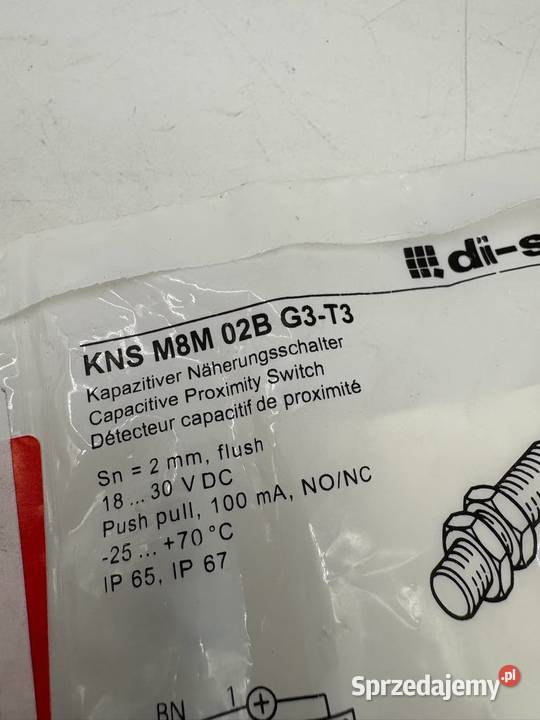 di-s
KNS M8M 02B G3-T3
Kapazitiver Näherungsschalter
Capacitive Proximity Switch
Détecteur capacitif de proximité
Sn = 2 mm, flush
18 ... 30 V DC
Push pull, 100 mA, NO/NC
-25 ... +70 °C
IP 65, IP 67
BN 1 +
Sprzedajemy.pl